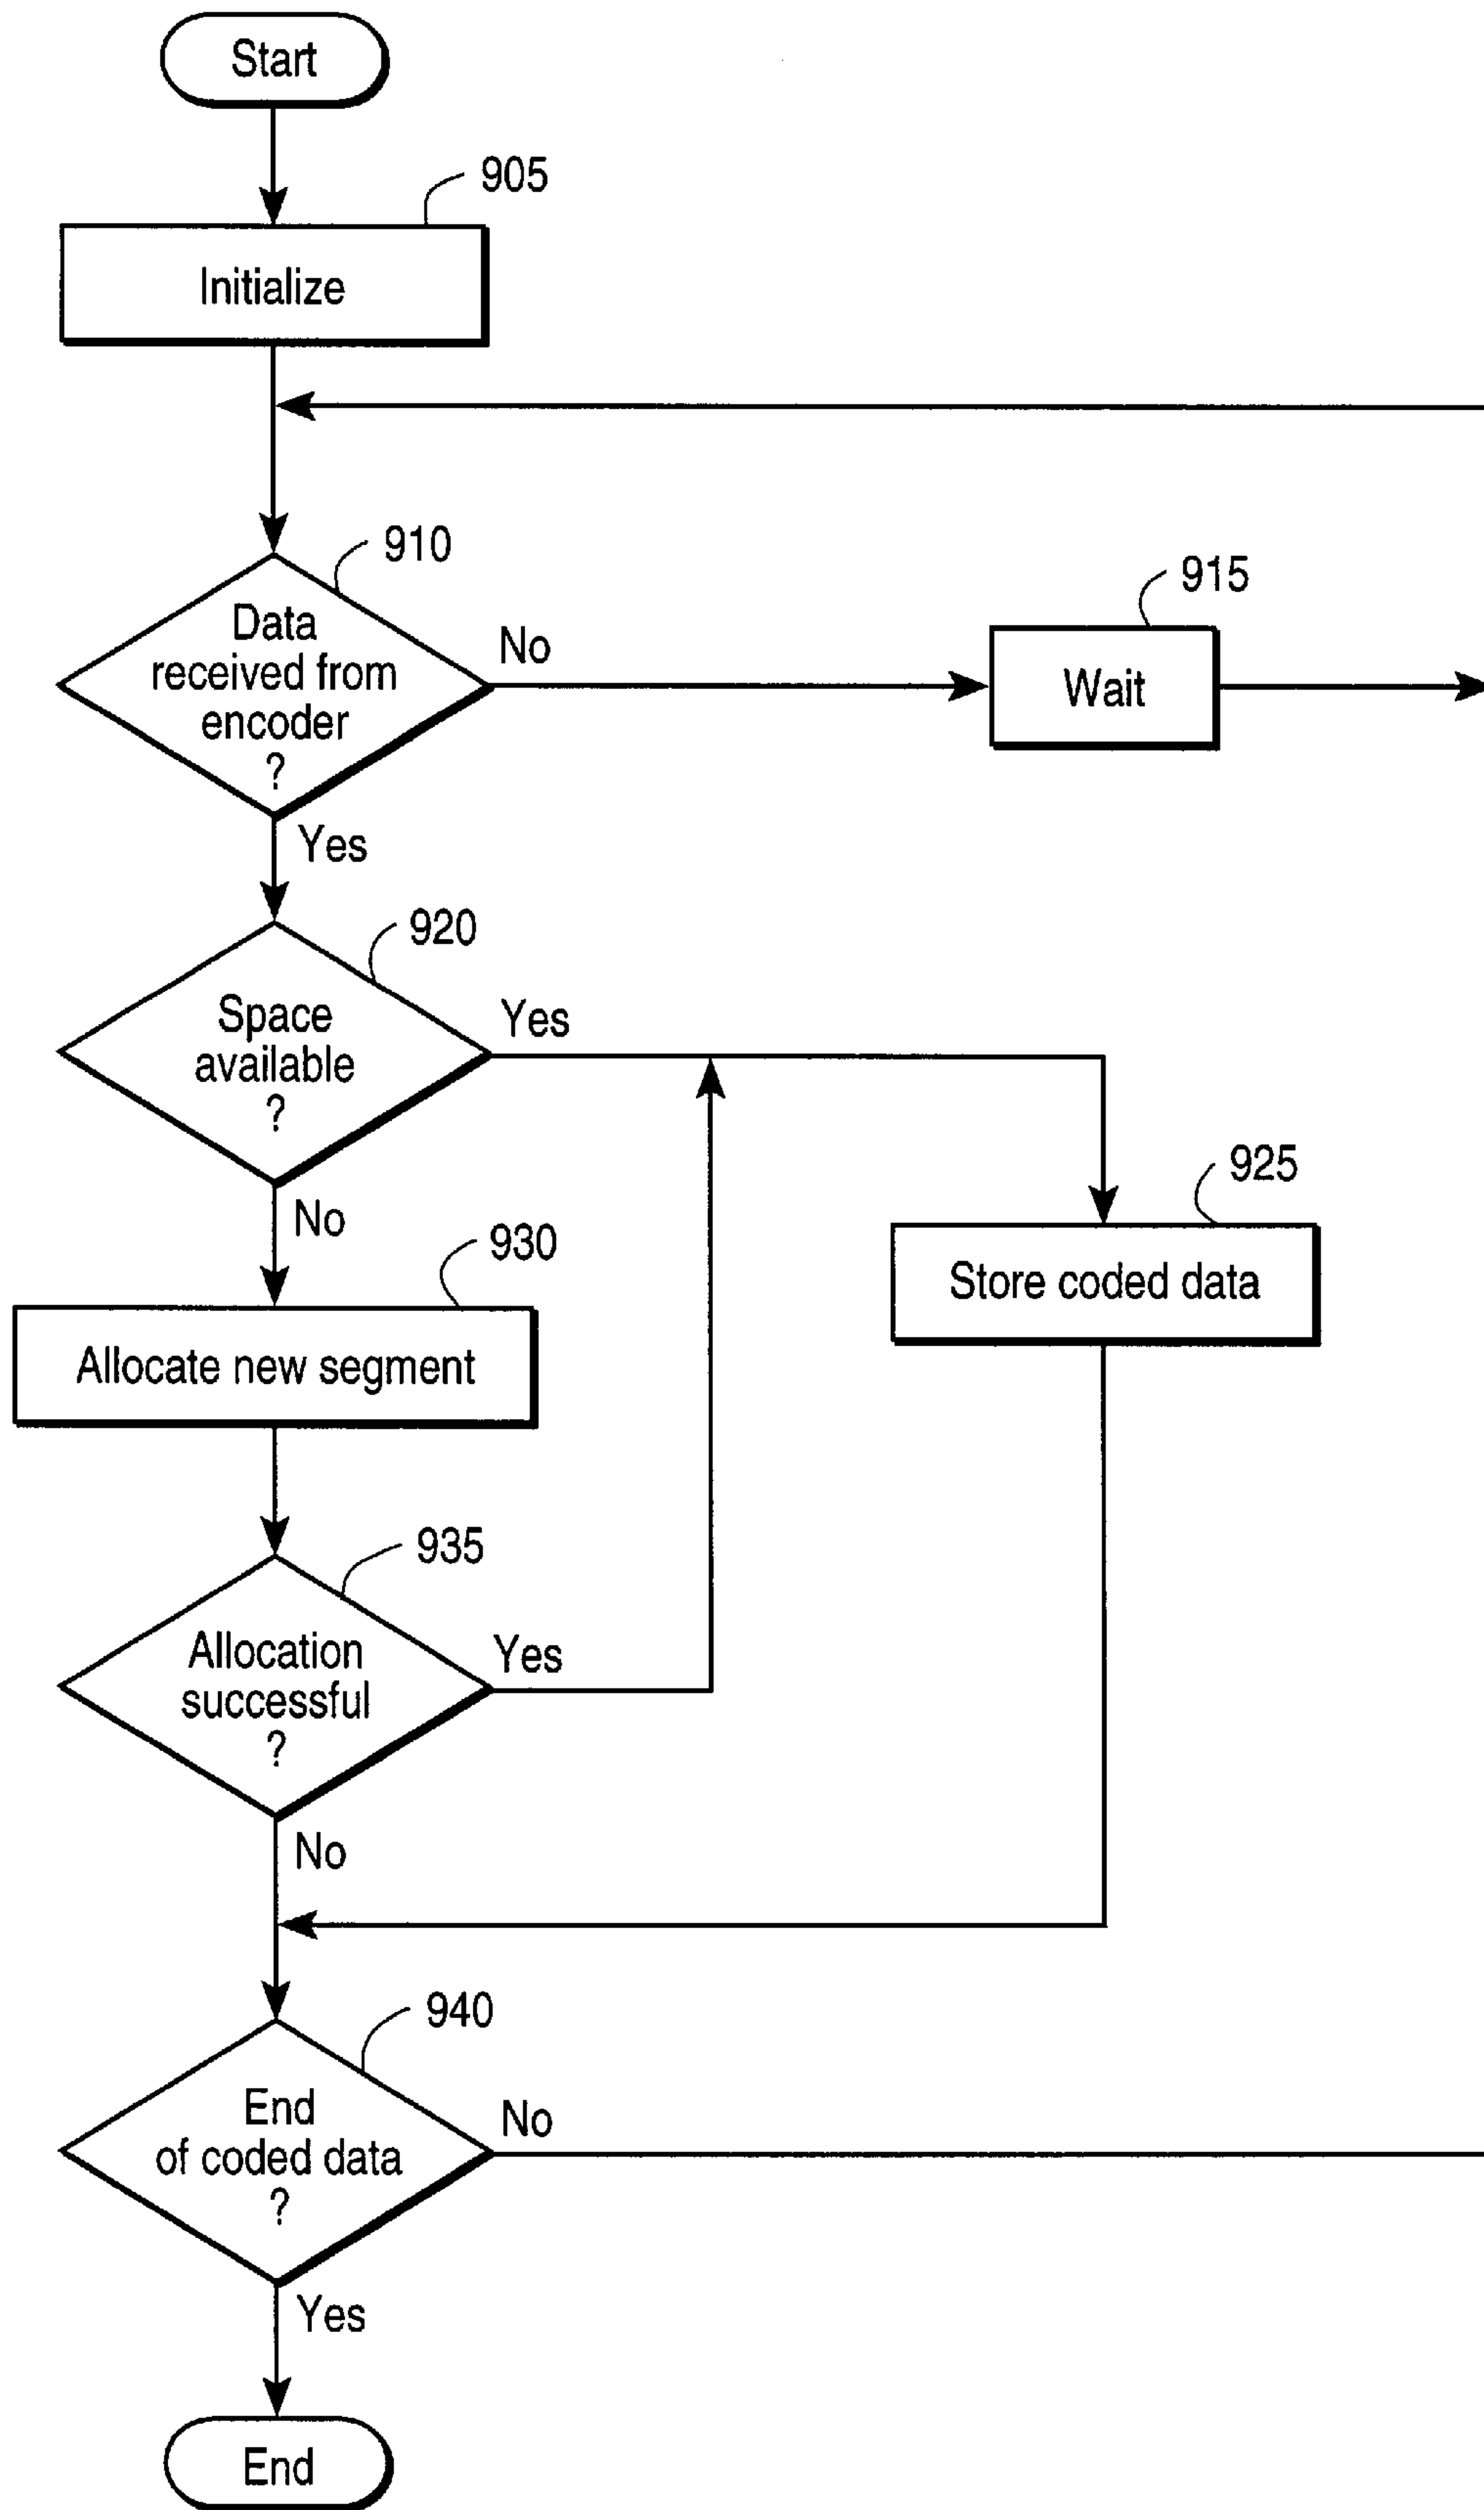 Start
905
Initialize
910
Data
received from
encoder
?
No
915
Wait
Yes
920
Space
available
?
Yes
No
925
Store coded data
930
Allocate new segment
935
Allocation
successful
?
Yes
No
940
End
of coded data
?
No
Yes
End